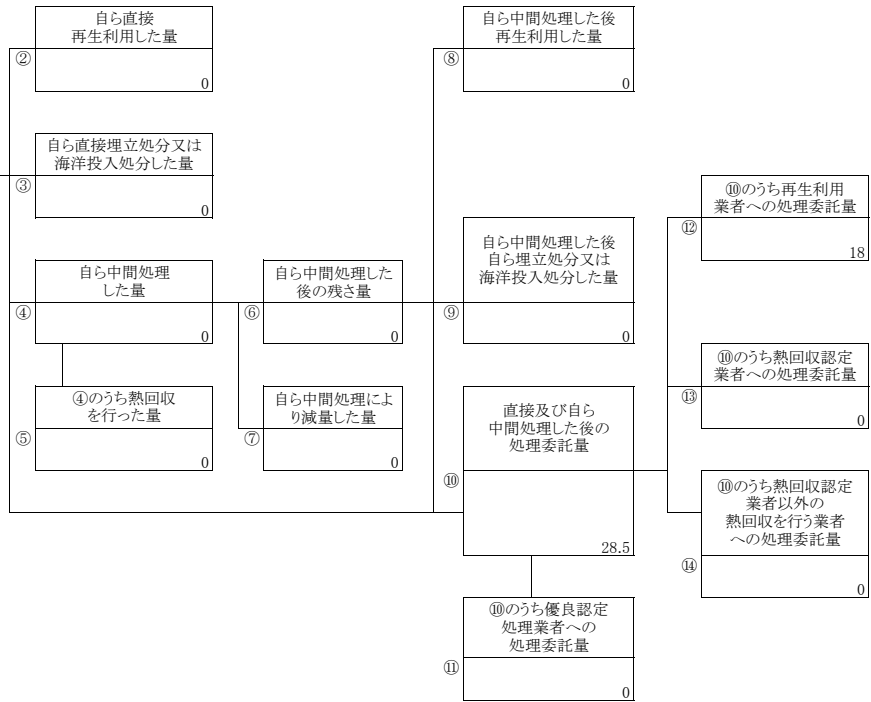 自ら直接
再生利用した量
②
0
自ら直接埋立処分又は
海洋投入処分した量
③
0
自ら中間処理
した量
④
0
④のうち熱回収
を行った量
⑤
0
自ら中間処理した
後の残さ量
⑥
0
自ら中間処理によ
り減量した量
⑦
0
自ら中間処理した後
再生利用した量
⑧
0
自ら中間処理した後
自ら埋立処分又は
海洋投入処分した量
⑨
0
直接及び自ら
中間処理した後の
処理委託量
⑩
28.5
⑩のうち優良認定
処理業者への
処理委託量
⑪
0
⑩のうち再生利用
業者への処理委託量
⑫
18
⑩のうち熱回収認定
業者への処理委託量
⑬
0
⑩のうち熱回収認定
業者以外の
熱回収を行う業者
への処理委託量
⑭
0